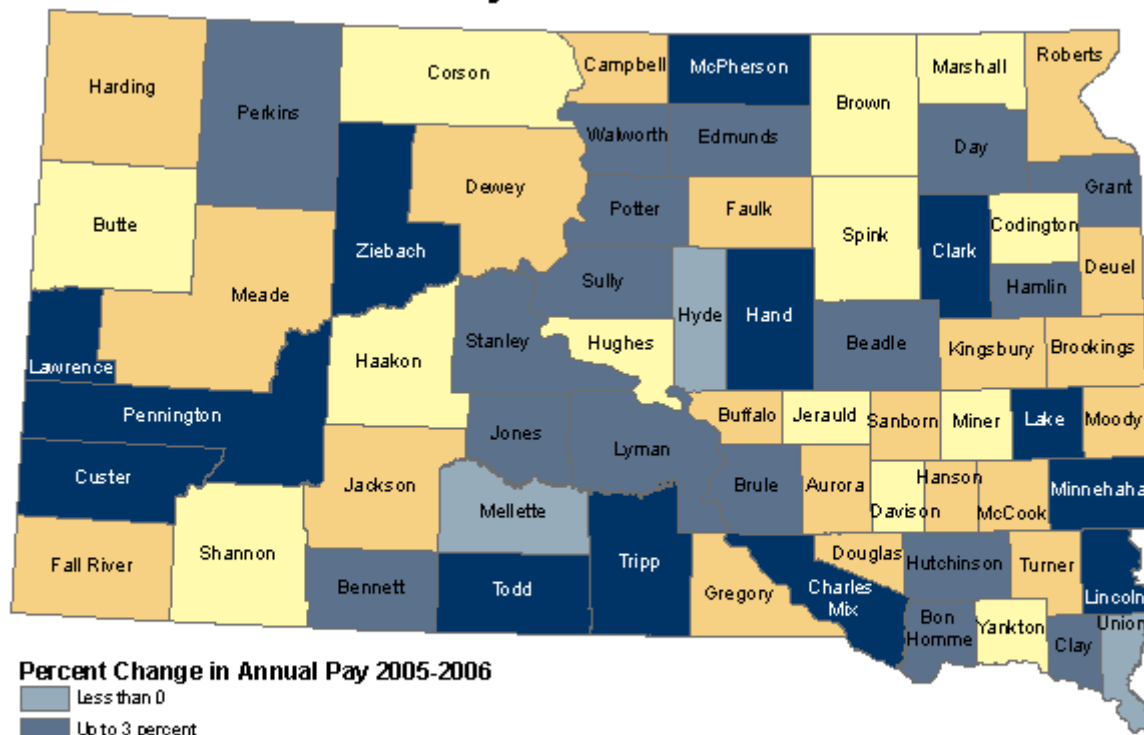 Harding
Perkins
Corson
Campbell
McPherson
Brown
Marshall
Roberts
Walworth
Edmunds
Day
Grant
Butte
Dewey
Potter
Faulk
Spink
Clark
Codington
Deuel
Ziebach
Meade
Sully
Hyde
Hand
Hamlin
Lawrence
Haakon
Stanley
Hughes
Beadle
Kingsbury
Brookings
Pennington
Jones
Lyman
Buffalo
Jerauld
Sanborn
Miner
Lake
Moody
Custer
Jackson
Mellette
Brule
Aurora
Davison
Hanson
McCook
Minnehaha
Fall River
Shannon
Bennett
Todd
Tripp
Gregory
Charles
Mix
Douglas
Hutchinson
Turner
Lincoln
Bon
Homme
Yankton
Clay
Union
Percent Change in Annual Pay 2005-2006
Less than 0
Up to 3 percent